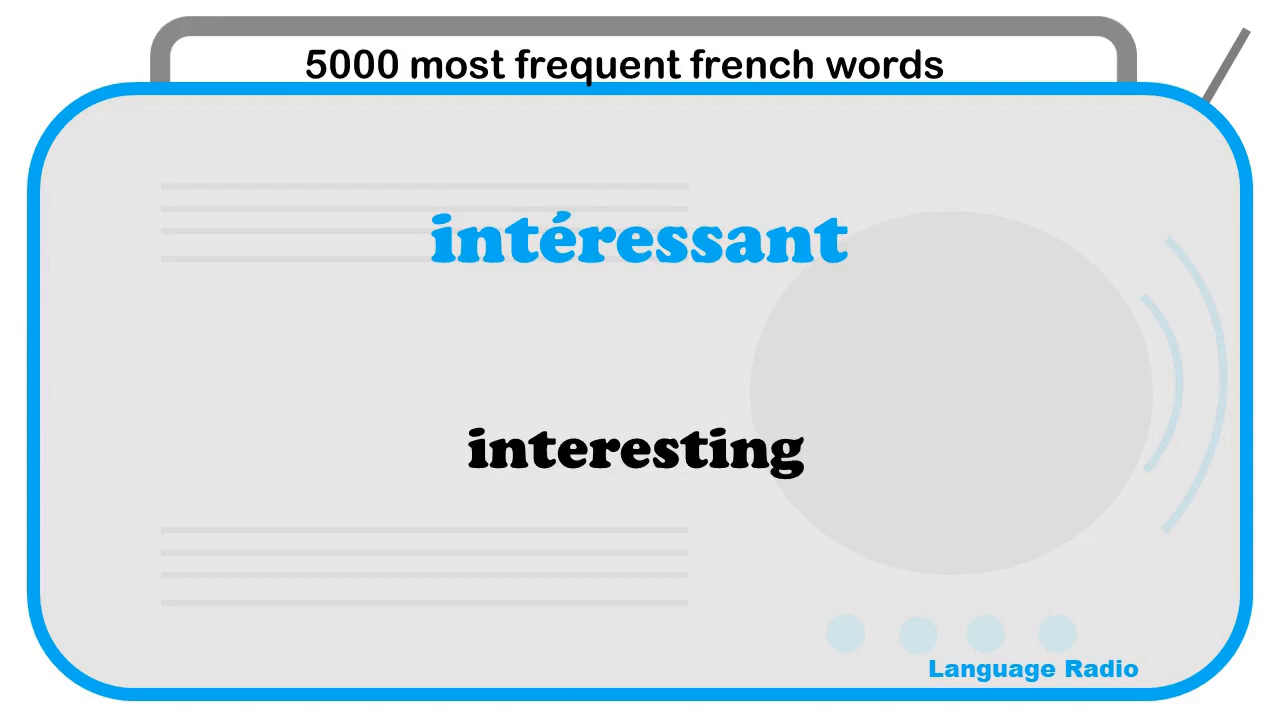 5000 most frequent french words
intéressant
interesting
Language Radio